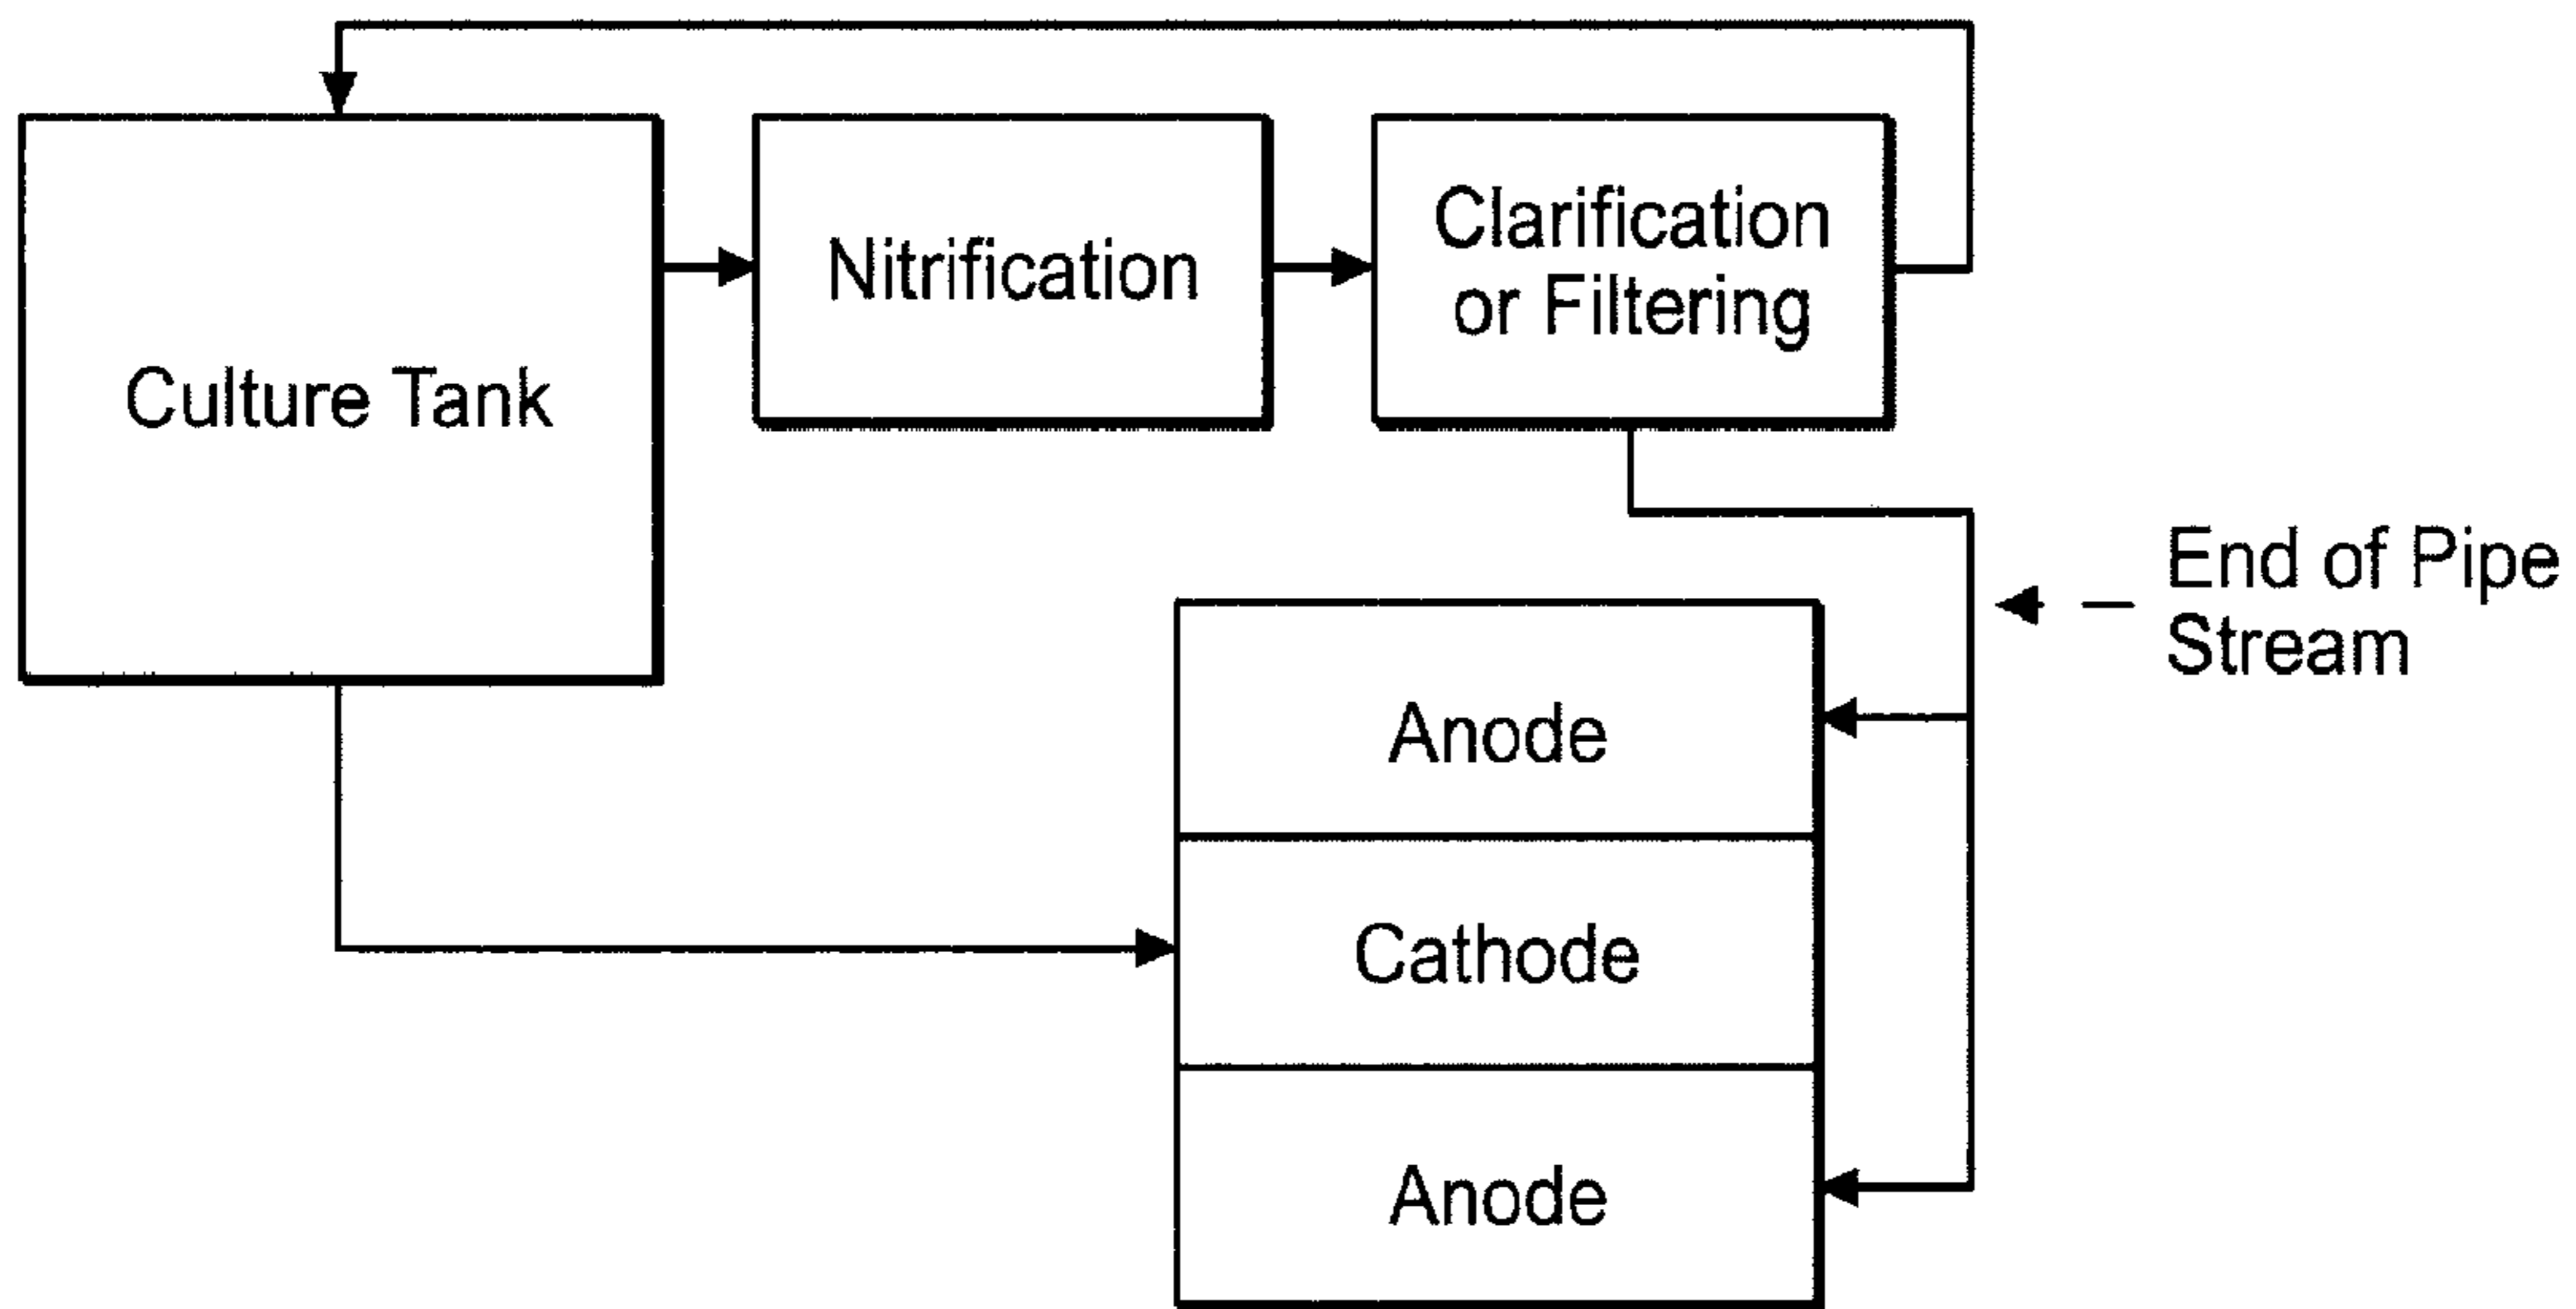 Culture Tank
Nitrification
Clarification
or Filtering
End of Pipe
Stream
Anode
Cathode
Anode